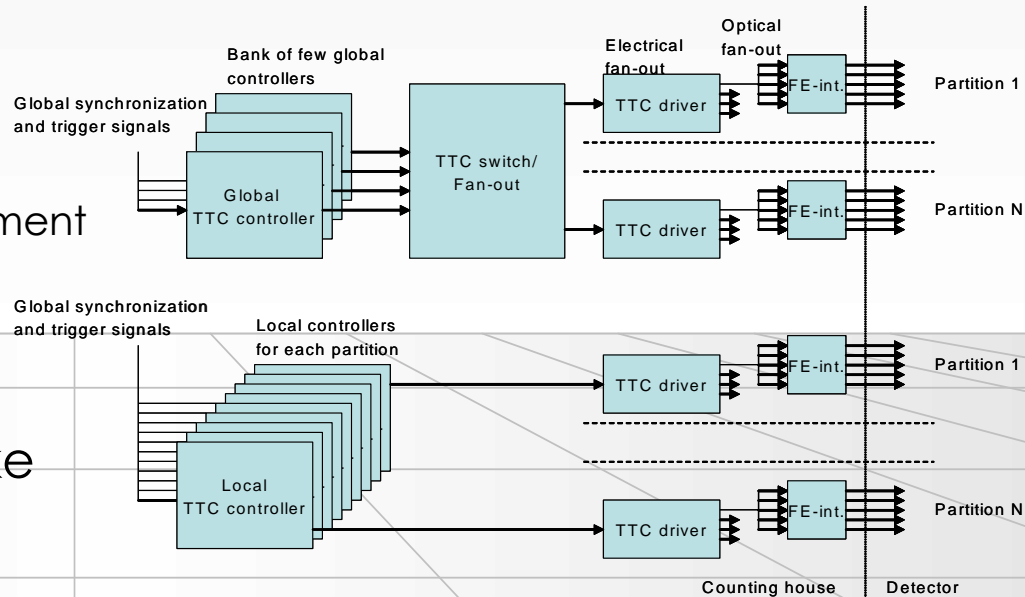 Bank of few global
controllers
Global synchronization
and trigger signals
Global
TTC controller
TTC switch/
Fan-out
Electrical
fan-out
Optical
fan-out
TTC driver
FE-int.
Partition 1
TTC driver
FE-int.
Partition N
ment
Global synchronization
and trigger signals
Local controllers
for each partition
Local
TTC controller
TTC driver
FE-int.
Partition 1
TTC driver
FE-int.
Partition N
Counting house
Detector